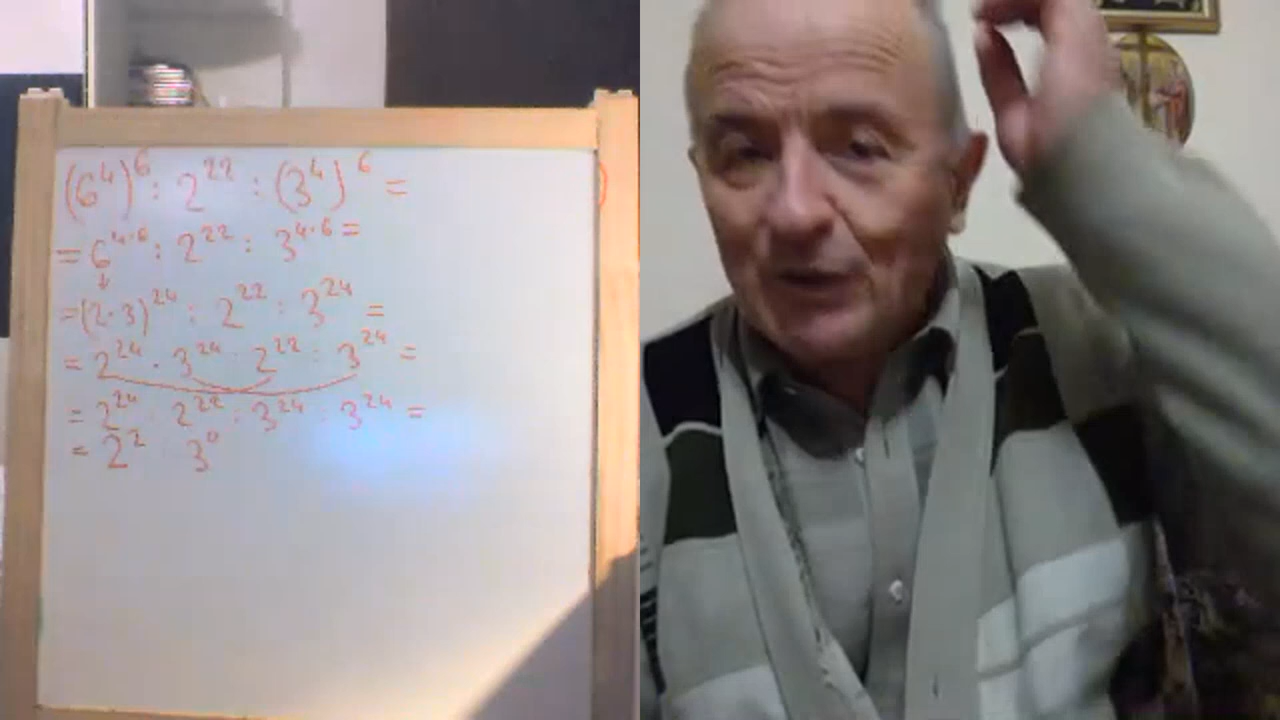 (6⁴)⁶ : 2²² : (3⁴)⁶ =
= 6⁴·⁶ : 2²² : 3⁴·⁶ =
↓
= (2·3)²⁴ : 2²² : 3²⁴ =
= 2²⁴ · 3²⁴ : 2²² : 3²⁴ =
= 2²⁴ : 2²² : 3²⁴ : 3²⁴ =
= 2² 3⁰